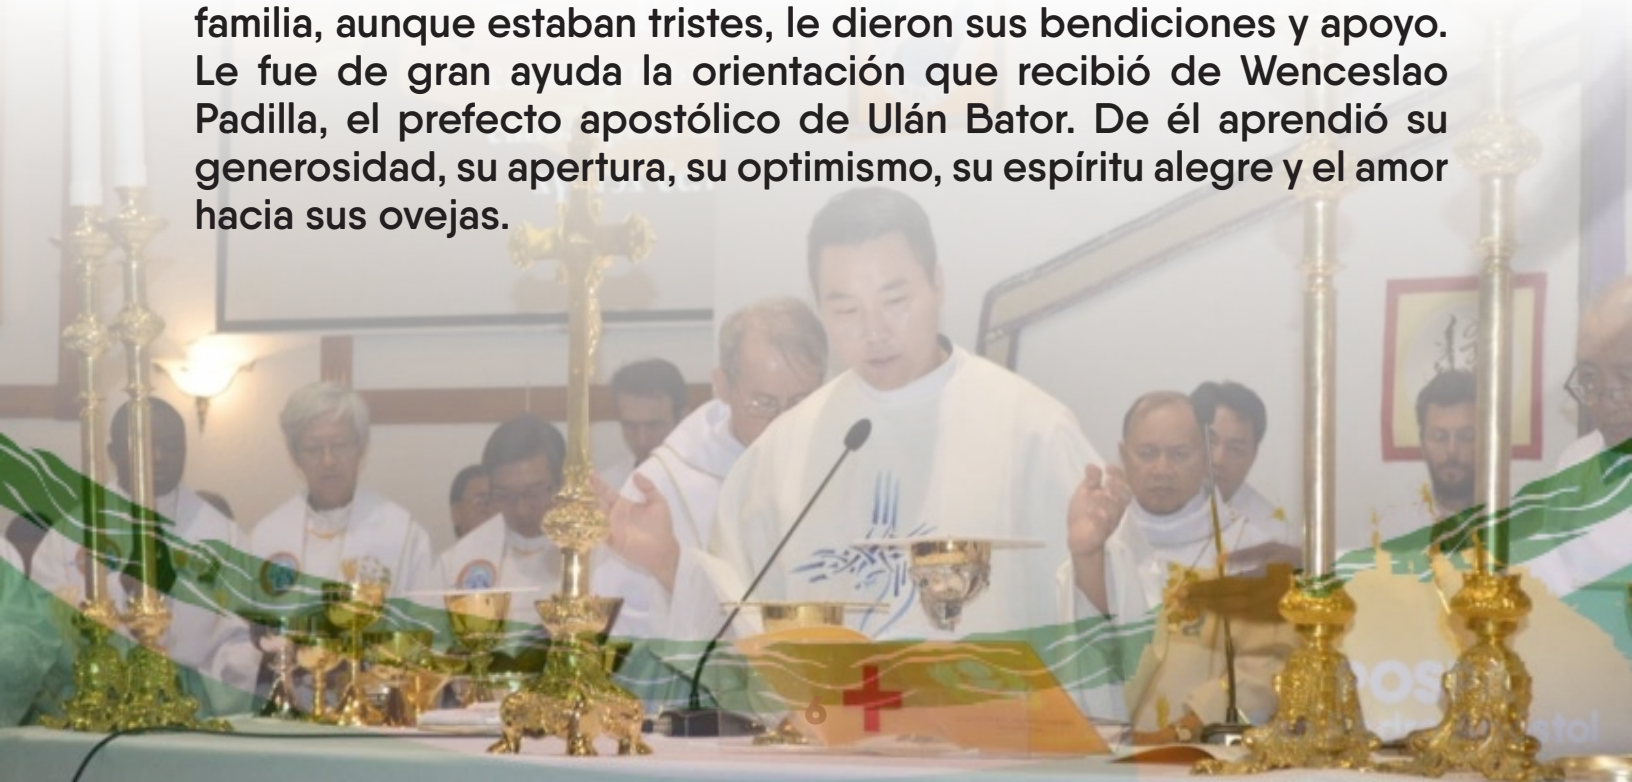 familia, aunque estaban tristes, le dieron sus bendiciones y apoyo.
Le fue de gran ayuda la orientación que recibió de Wenceslao
Padilla, el prefecto apostólico de Ulán Bator. De él aprendió su
generosidad, su apertura, su optimismo, su espíritu alegre y el amor
hacia sus ovejas.
6